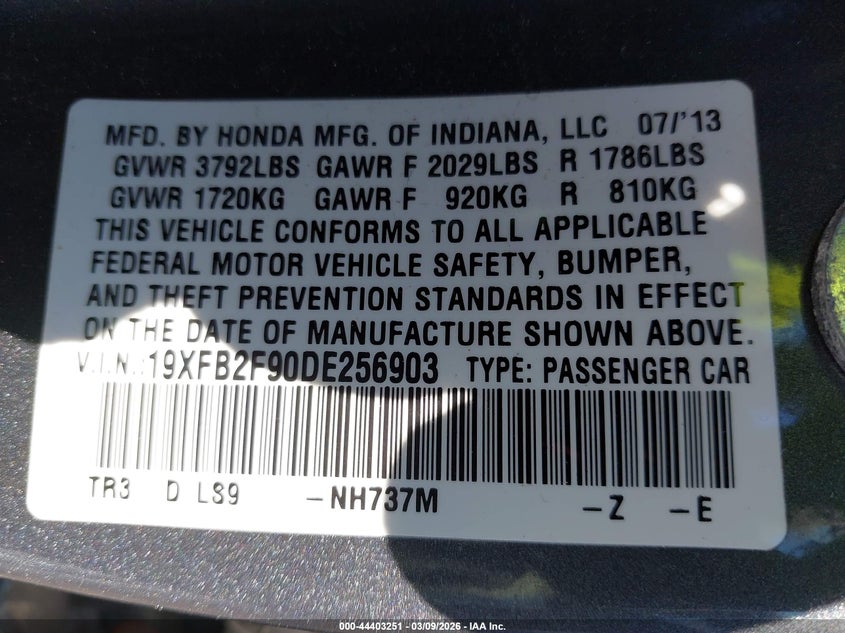 MFD. BY HONDA MFG. OF INDIANA, LLC 07/'13
GVWR 3792LBS GAWR F 2029LBS R 1786LBS
GVWR 1720KG GAWR F 920KG R 810KG
THIS VEHICLE CONFORMS TO ALL APPLICABLE
FEDERAL MOTOR VEHICLE SAFETY, BUMPER,
AND THEFT PREVENTION STANDARDS IN EFFECT
ON THE DATE OF MANUFACTURE SHOWN ABOVE.
V.I.N.:19XFB2F90DE256903 TYPE: PASSENGER CAR
TR3 D LS9 -NH737M -Z -E
000-44403251 - 03/09/2026 - IAA Inc.